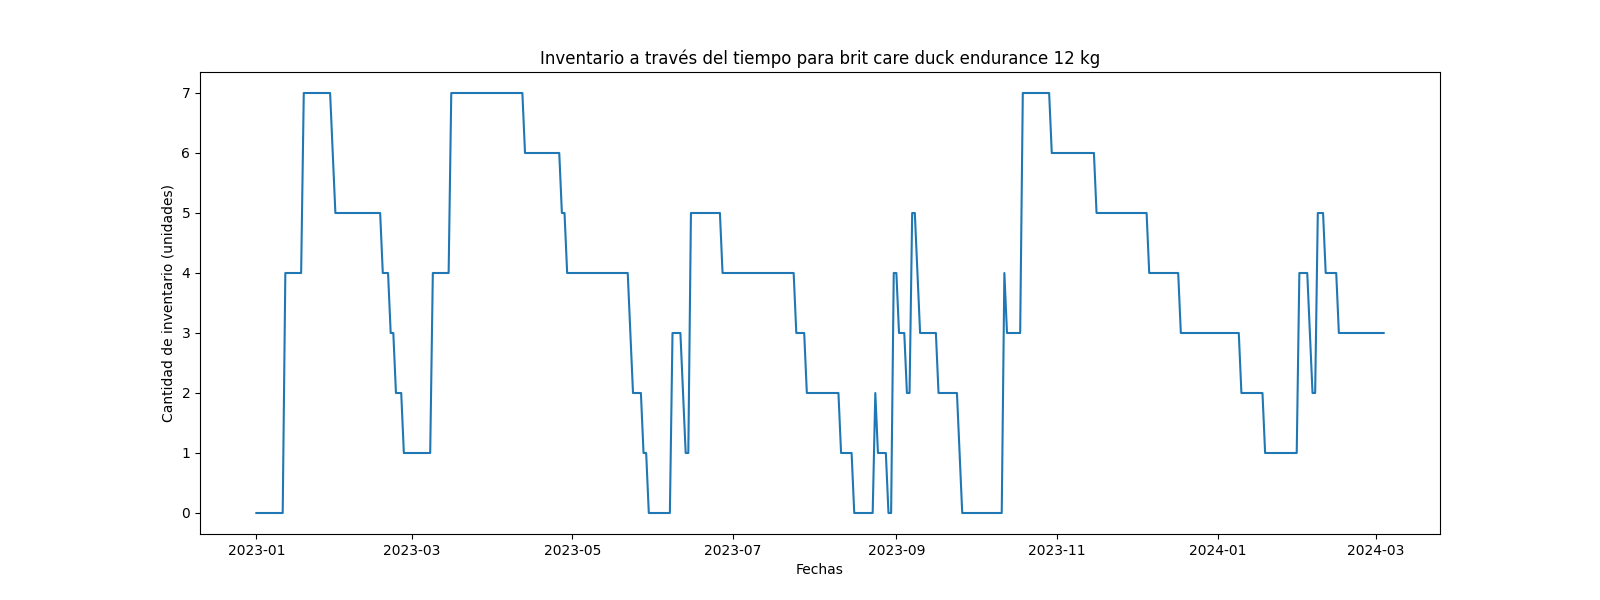 Inventario a través del tiempo para brit care duck endurance 12 kg
Cantidad de inventario (unidades)
7
6
5
4
3
2
1
0
2023-01 2023-03 2023-05 2023-07 2023-09 2023-11 2024-01 2024-03
Fechas